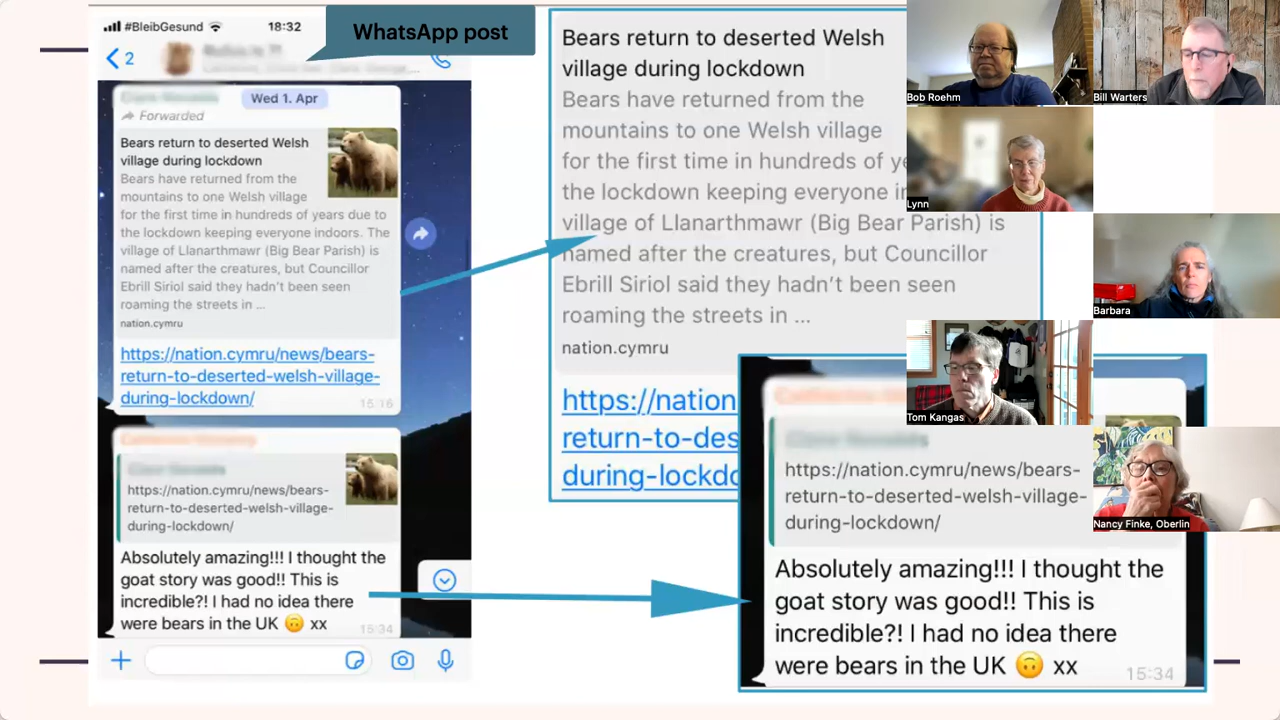 #BleibGesund
18:32
WhatsApp post
2
Wed 1. Apr
Forwarded
Bears return to deserted Welsh
village during lockdown
Bears have returned from the
mountains to one Welsh village
for the first time in hundreds of years due to
the lockdown keeping everyone indoors. The
village of Llanarthmawr (Big Bear Parish) is
named after the creatures, but Councillor
Ebrill Siriol said they hadn't been seen
roaming the streets in ...
nation.cymru
https://nation.cymru/news/bears-
return-to-deserted-welsh-village-
during-lockdown/
15:16
https://nation.cymru/news/bears-
return-to-deserted-welsh-village-
during-lockdown/
Absolutely amazing!!! I thought the
goat story was good!! This is
incredible?! I had no idea there
were bears in the UK 🙃 xx
15:34
Bears return to deserted Welsh
village during lockdown
Bears have returned from the
mountains to one Welsh village
for the first time in hundreds of
the lockdown keeping everyone
village of Llanarthmawr (Big Bear Parish) is
named after the creatures, but Councillor
Ebrill Siriol said they hadn't been seen
roaming the streets in ...
nation.cymru
https://nation
return-to-des
during-lockd
https://nation.cymru/news/bears-
return-to-deserted-welsh-village-
during-lockdown/
Absolutely amazing!!! I thought the
goat story was good!! This is
incredible?! I had no idea there
were bears in the UK 🙃 xx
15:34
Bob Roehm
Bill Warters
Lynn
Barbara
Tom Kangas
Nancy Finke, Oberlin